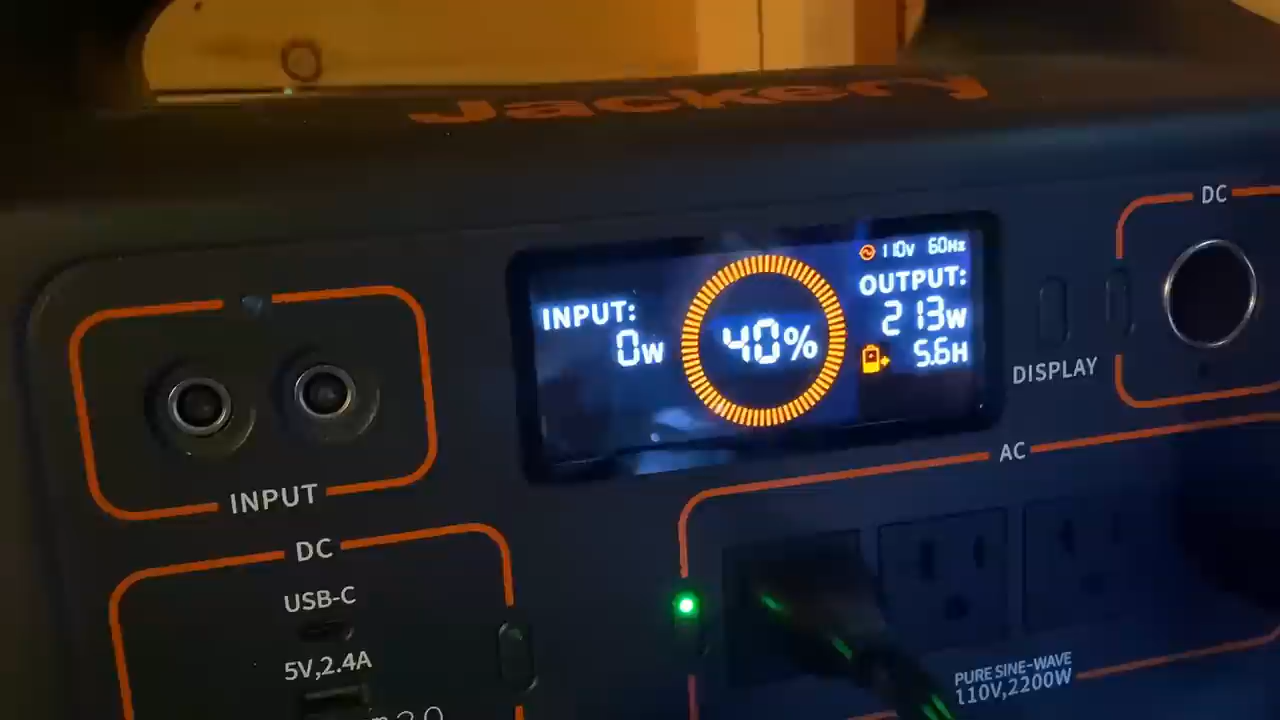 Jackery
INPUT
INPUT:
0W
40%
110V 60Hz
OUTPUT:
213W
5.6H
DISPLAY
DC
AC
DC
USB-C
5V,2.4A
PURE SINE-WAVE
110V,2200W